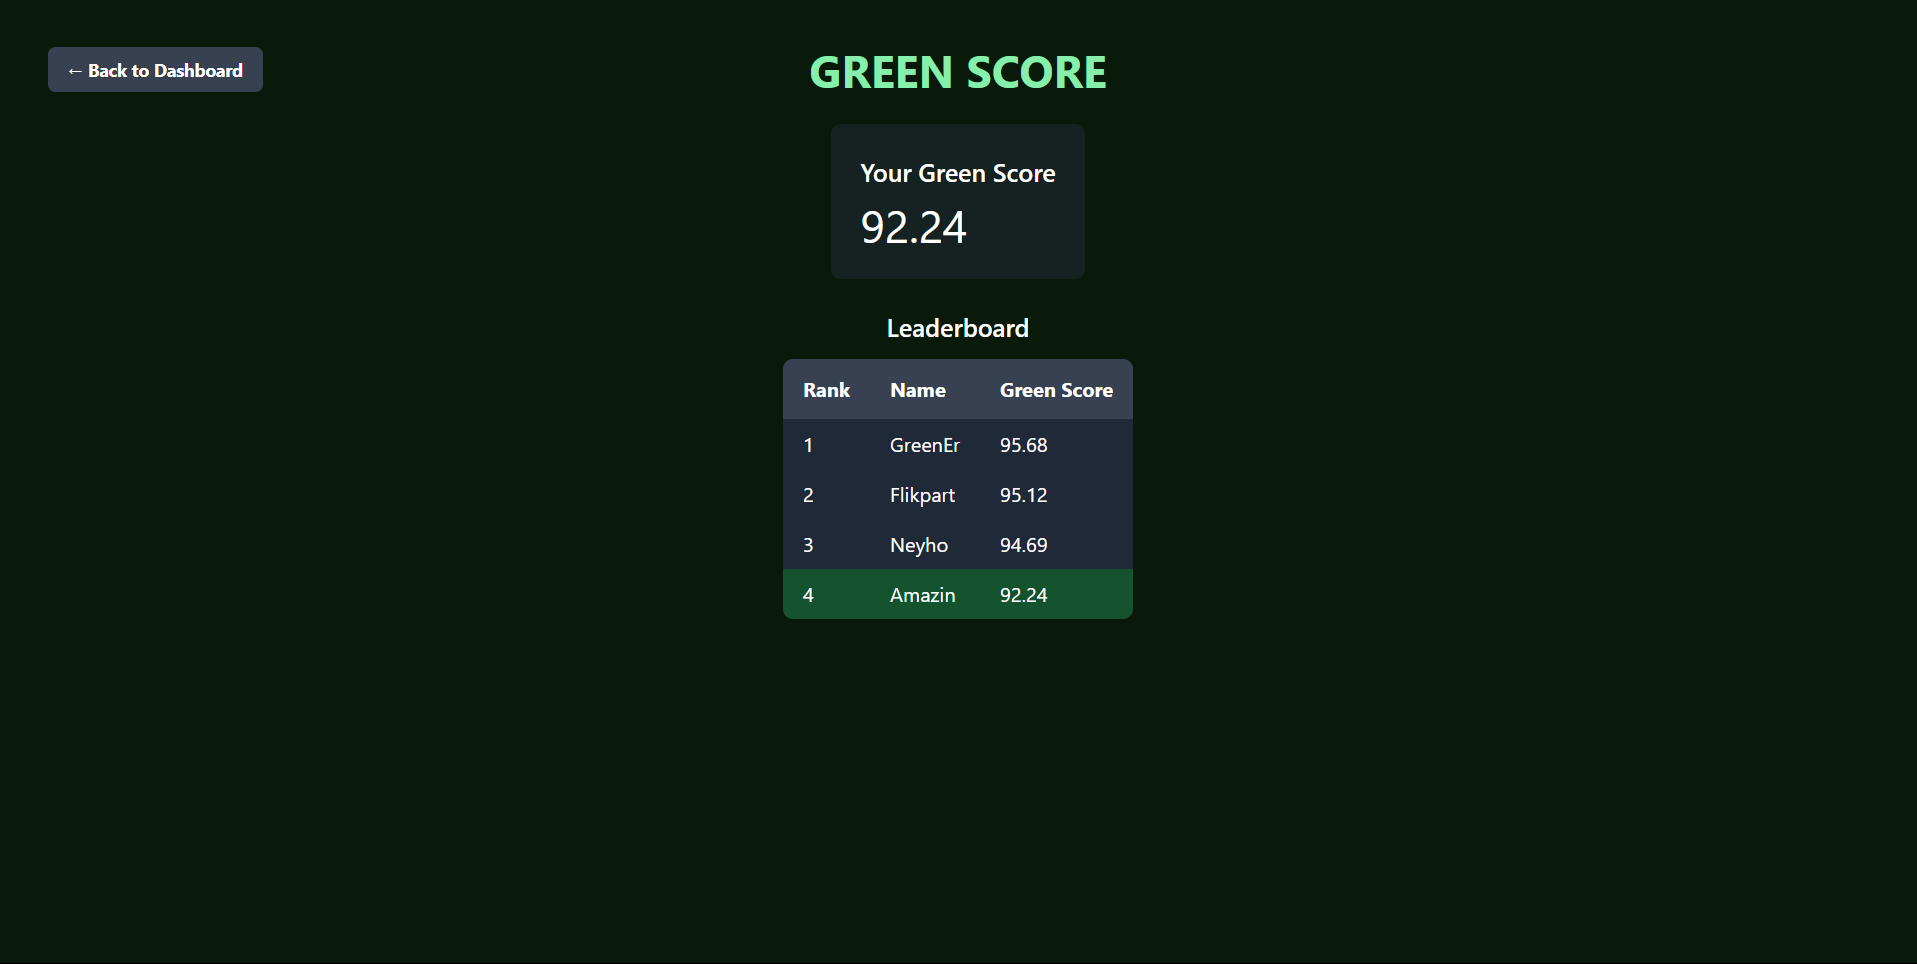 ← Back to Dashboard
GREEN SCORE
Your Green Score
92.24
Leaderboard
Rank Name Green Score
1 GreenEr 95.68
2 Flikpart 95.12
3 Neyho 94.69
4 Amazin 92.24